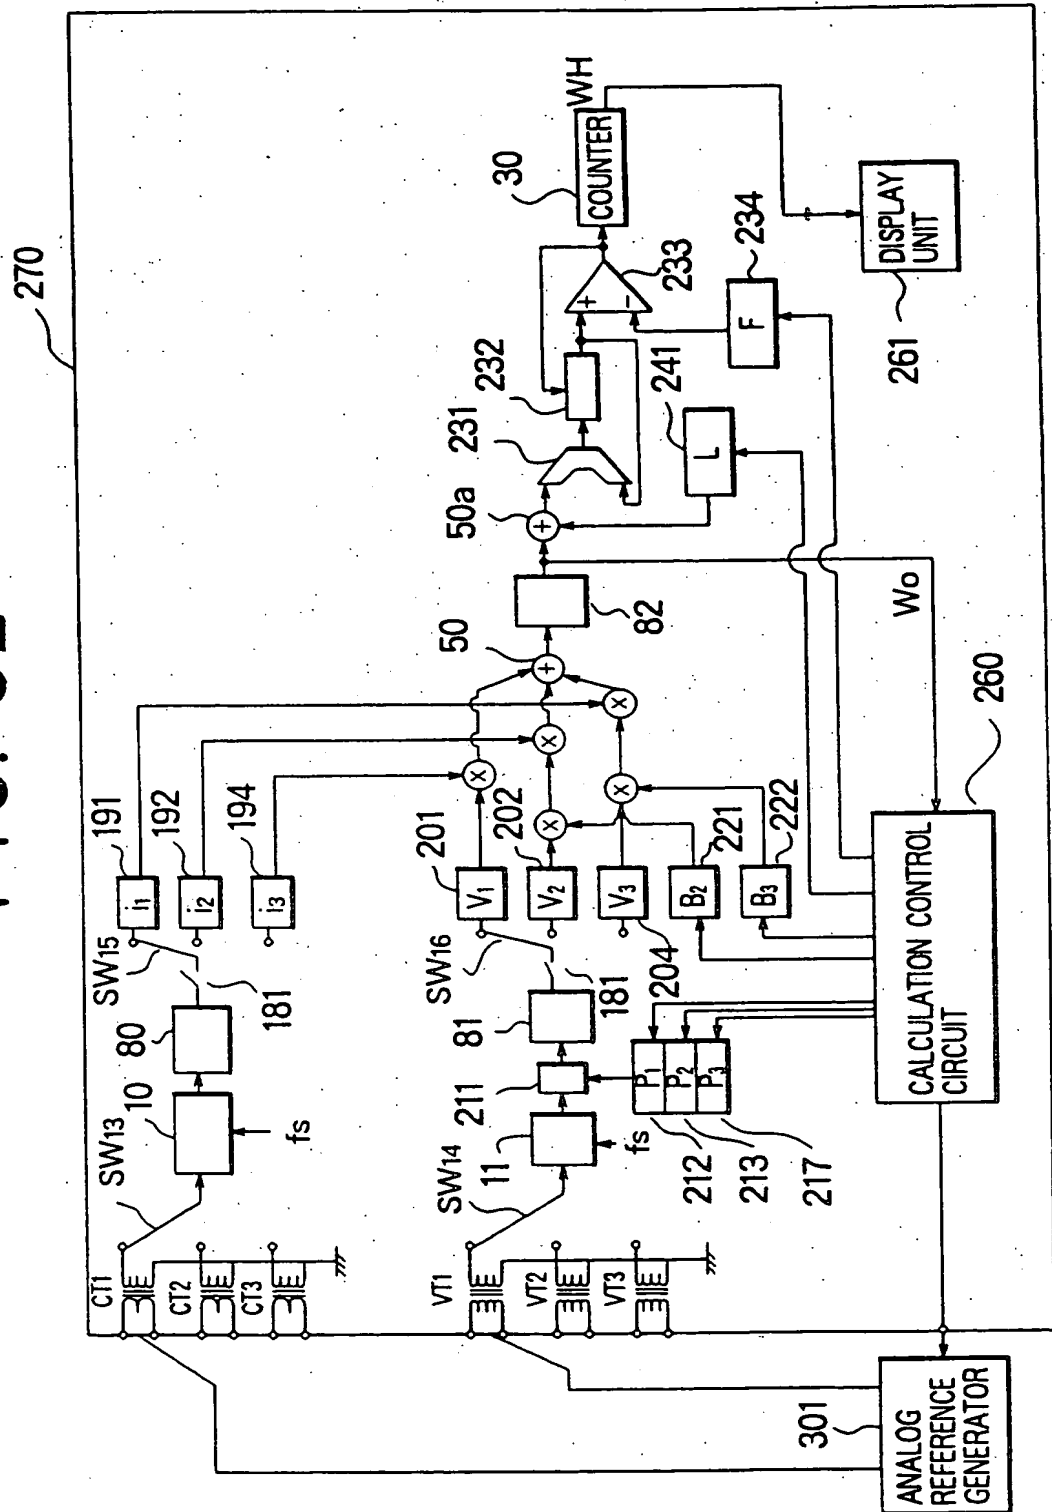 270
CT1
CT2
CT3
SW13
10
fs
80
SW15
181
i1
191
i2
192
i3
194
VT1
VT2
VT3
SW14
11
fs
211
81
SW16
181
V1
201
V2
202
V3
204
P1
P2
P3
212
213
217
B2
221
B3
222
X
X
X
X
X
+
50
82
+
50a
231
232
+
-
233
COUNTER
30
WH
L
241
F
234
DISPLAY
UNIT
261
Wo
CALCULATION CONTROL
CIRCUIT
260
ANALOG
REFERENCE
GENERATOR
301